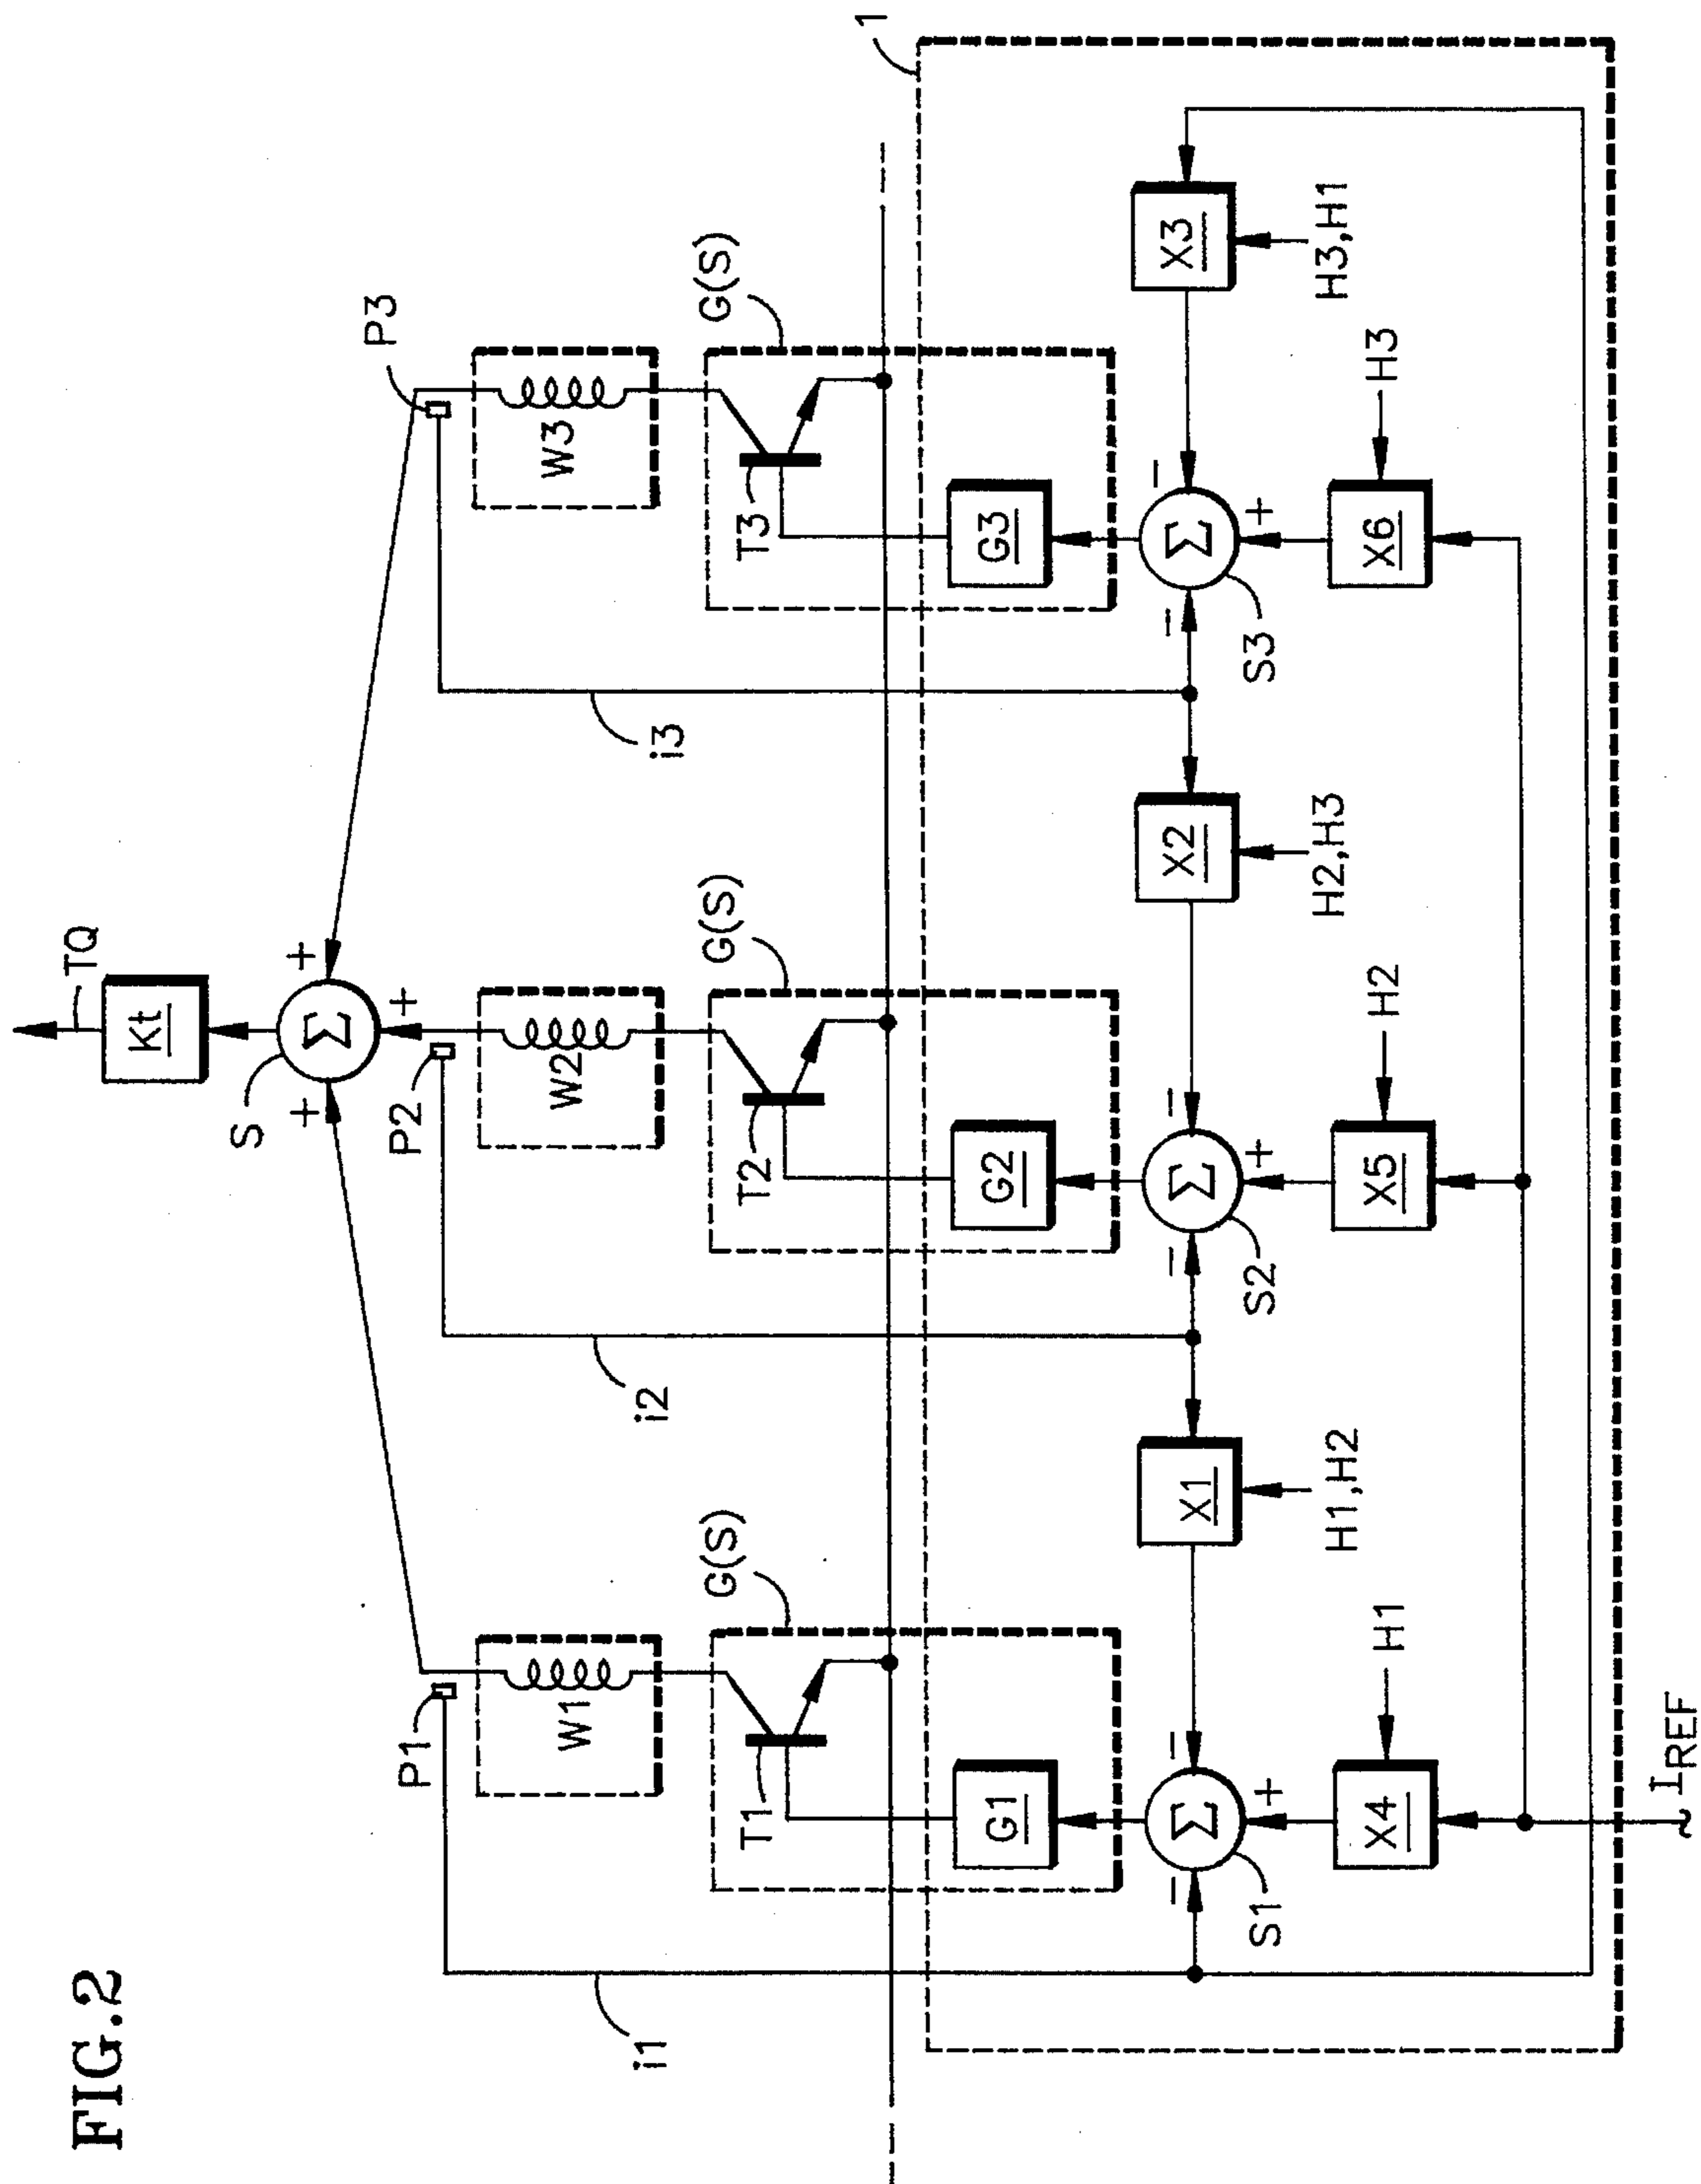 FIG.2
TQ
Kt
S
Σ
+
+
+
P1
P2
P3
W1
W2
W3
G(S)
G(S)
G(S)
T1
T2
T3
i1
i2
i3
1
G1
G2
G3
−
Σ
−
X1
−
Σ
−
X2
−
Σ
−
X3
S1
+
H1,H2
S2
+
H2,H3
S3
+
H3,H1
X4
H1
X5
H2
X6
H3
IREF